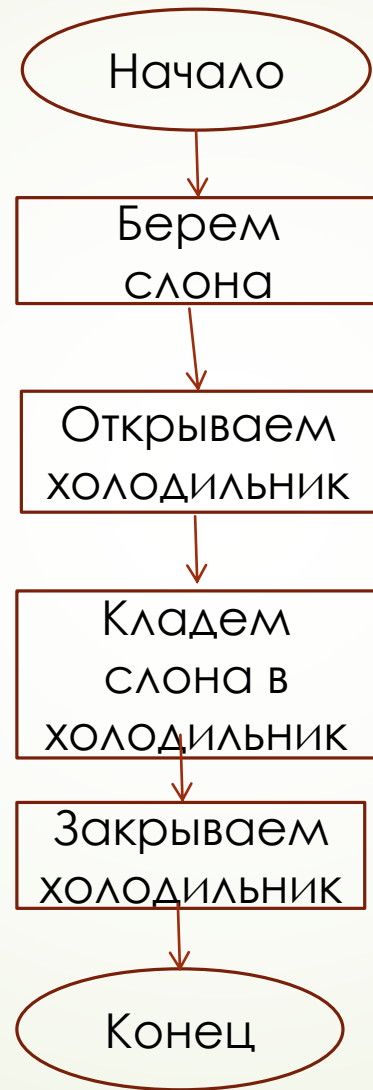 Начало
Берем
слона
Открываем
холодильник
Кладем
слона в
холодильник
Закрываем
холодильник
Конец